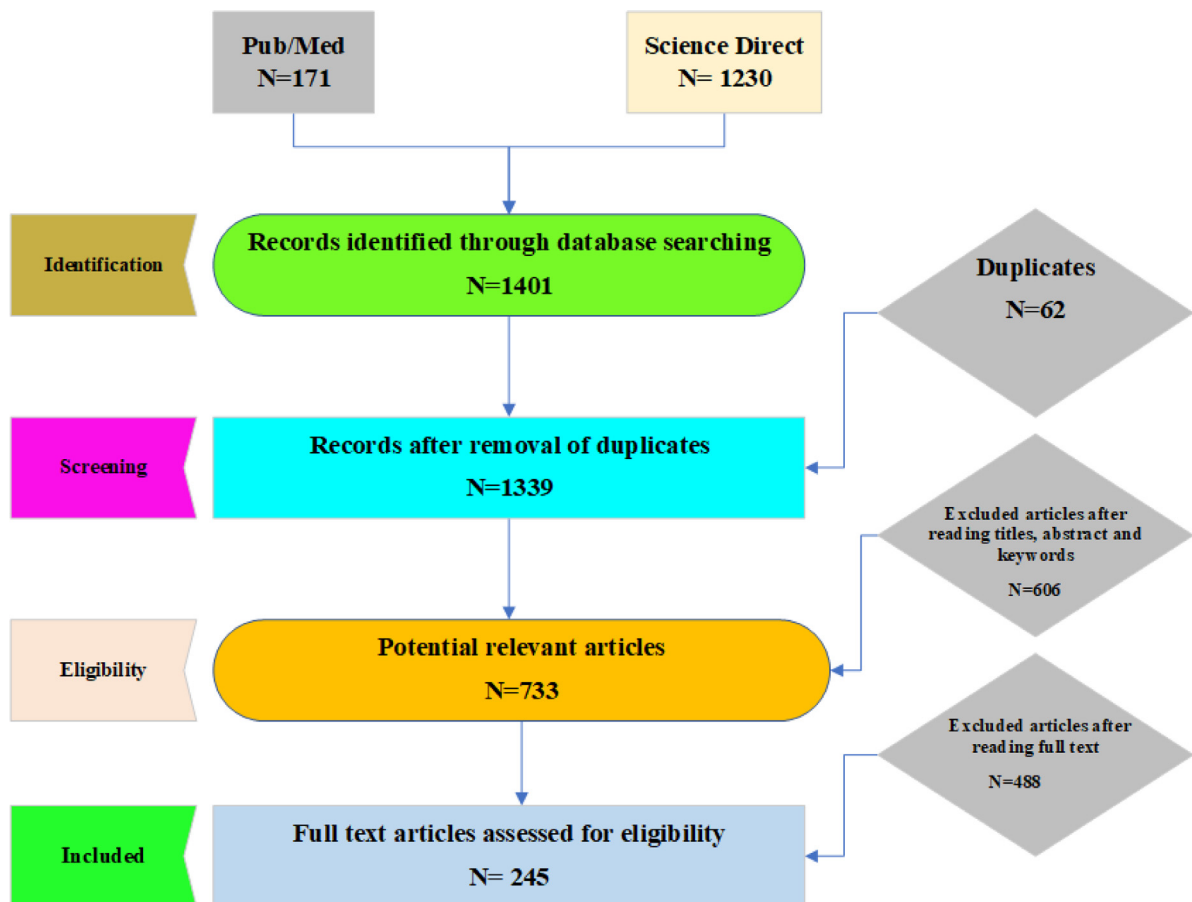 Pub/Med
N=171
Science Direct
N= 1230
Identification
Records identified through database searching
N=1401
Duplicates
N=62
Screening
Records after removal of duplicates
N=1339
Excluded articles after
reading titles, abstract and
keywords
N=606
Eligibility
Potential relevant articles
N=733
Excluded articles after
reading full text
N=488
Included
Full text articles assessed for eligibility
N= 245